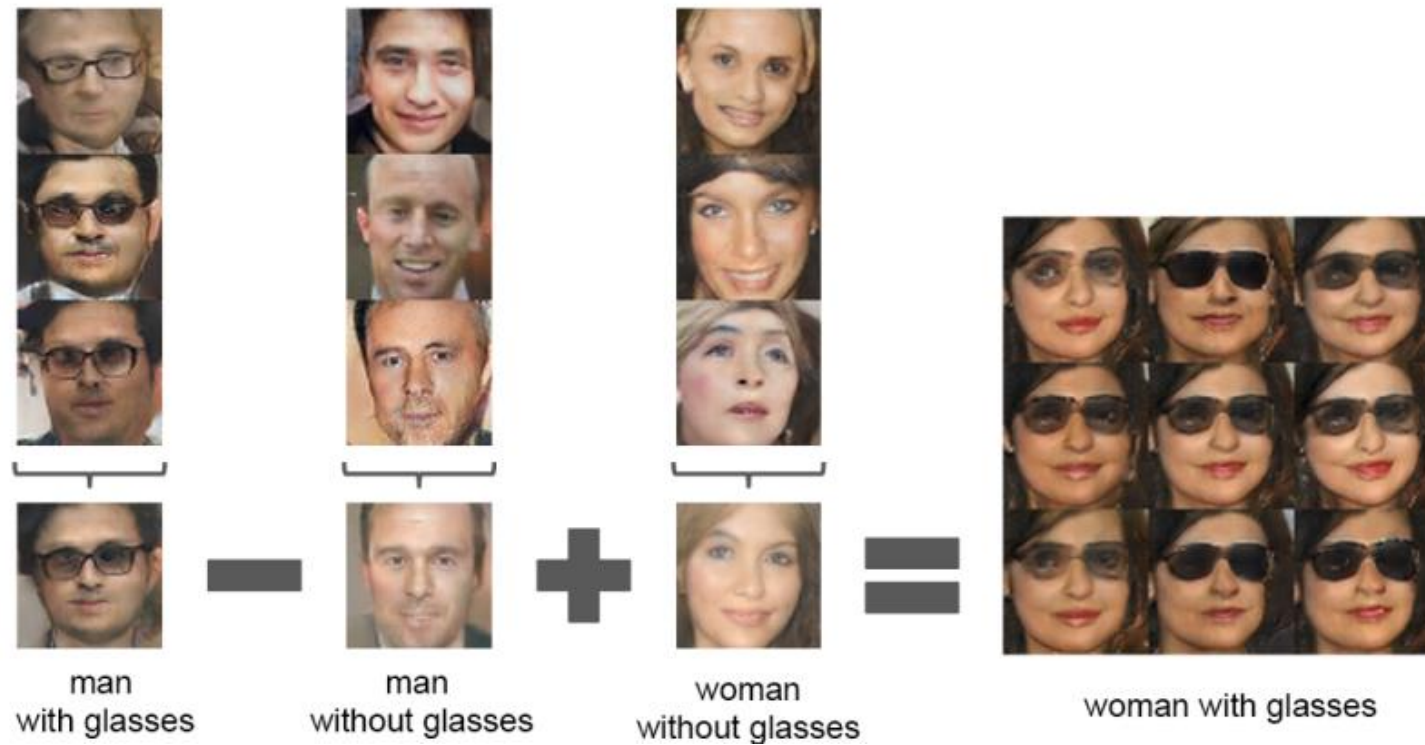 man
with glasses
man
without glasses
woman
without glasses
woman with glasses